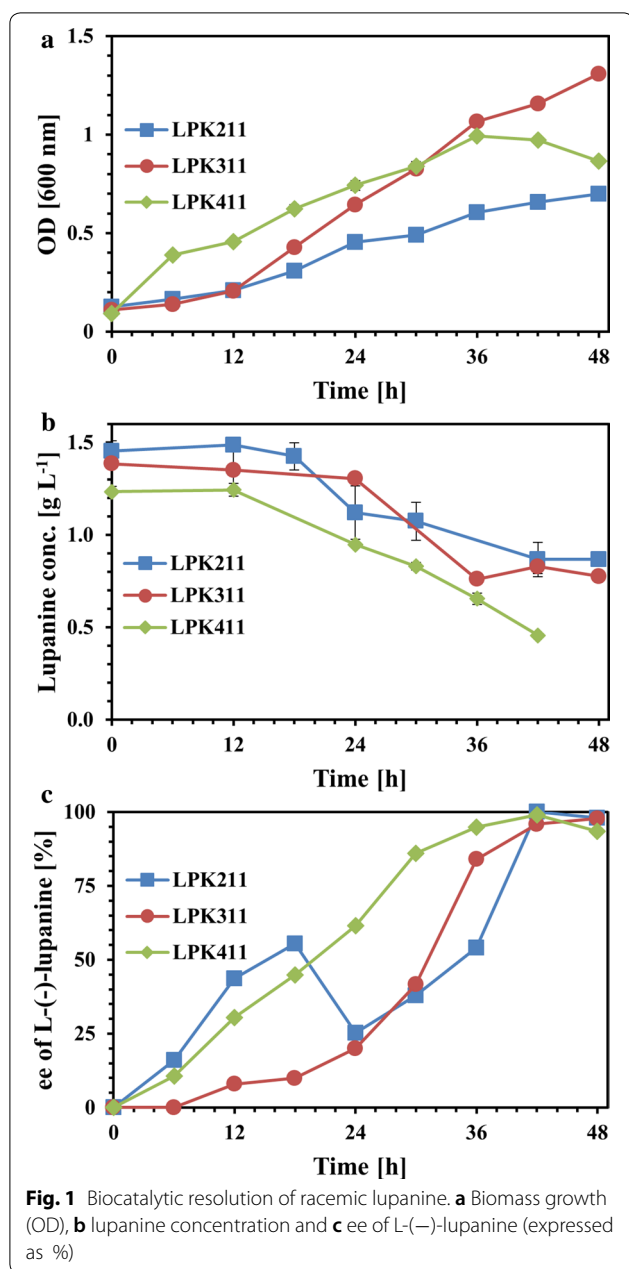 a
OD [600 nm]
1.5
1
0.5
0
LPK211
LPK311
LPK411
0 12 24 36 48
Time [h]
b
Lupanine conc. [g L-1]
1.5
1.0
0.5
0.0
LPK211
LPK311
LPK411
0 12 24 36 48
Time [h]
c
ee of L-(-)-lupanine [%]
100
75
50
25
0
LPK211
LPK311
LPK411
0 12 24 36 48
Time [h]
Fig. 1 Biocatalytic resolution of racemic lupanine. a Biomass growth
(OD), b lupanine concentration and c ee of L-(−)-lupanine (expressed
as %)